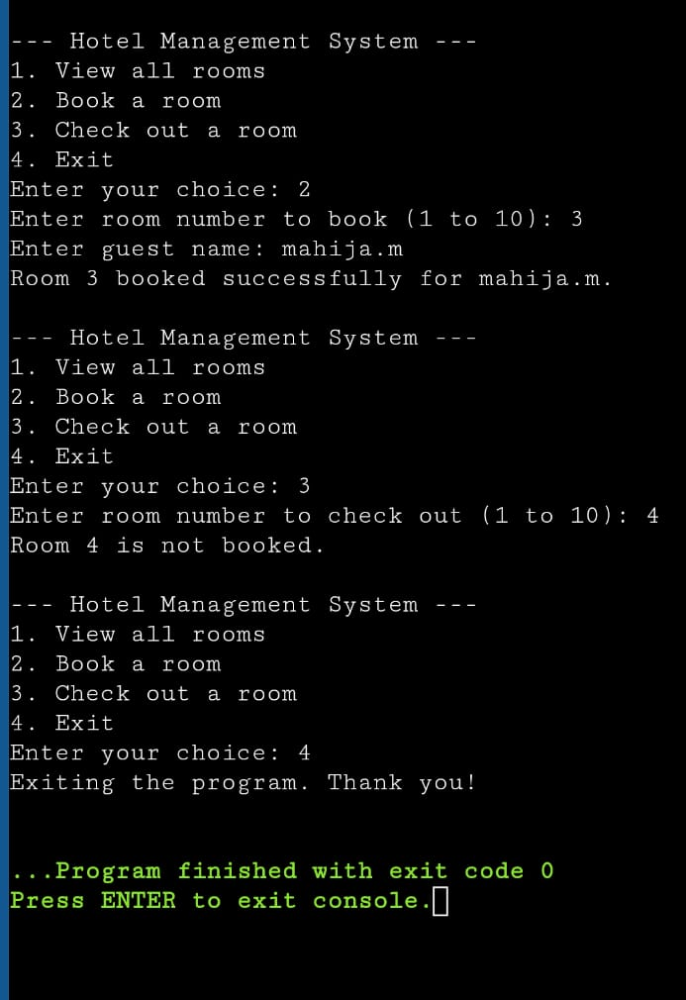 --- Hotel Management System ---
1. View all rooms
2. Book a room
3. Check out a room
4. Exit
Enter your choice: 2
Enter room number to book (1 to 10): 3
Enter guest name: mahija.m
Room 3 booked successfully for mahija.m.
--- Hotel Management System ---
1. View all rooms
2. Book a room
3. Check out a room
4. Exit
Enter your choice: 3
Enter room number to check out (1 to 10): 4
Room 4 is not booked.
--- Hotel Management System ---
1. View all rooms
2. Book a room
3. Check out a room
4. Exit
Enter your choice: 4
Exiting the program. Thank you!
...Program finished with exit code 0
Press ENTER to exit console.